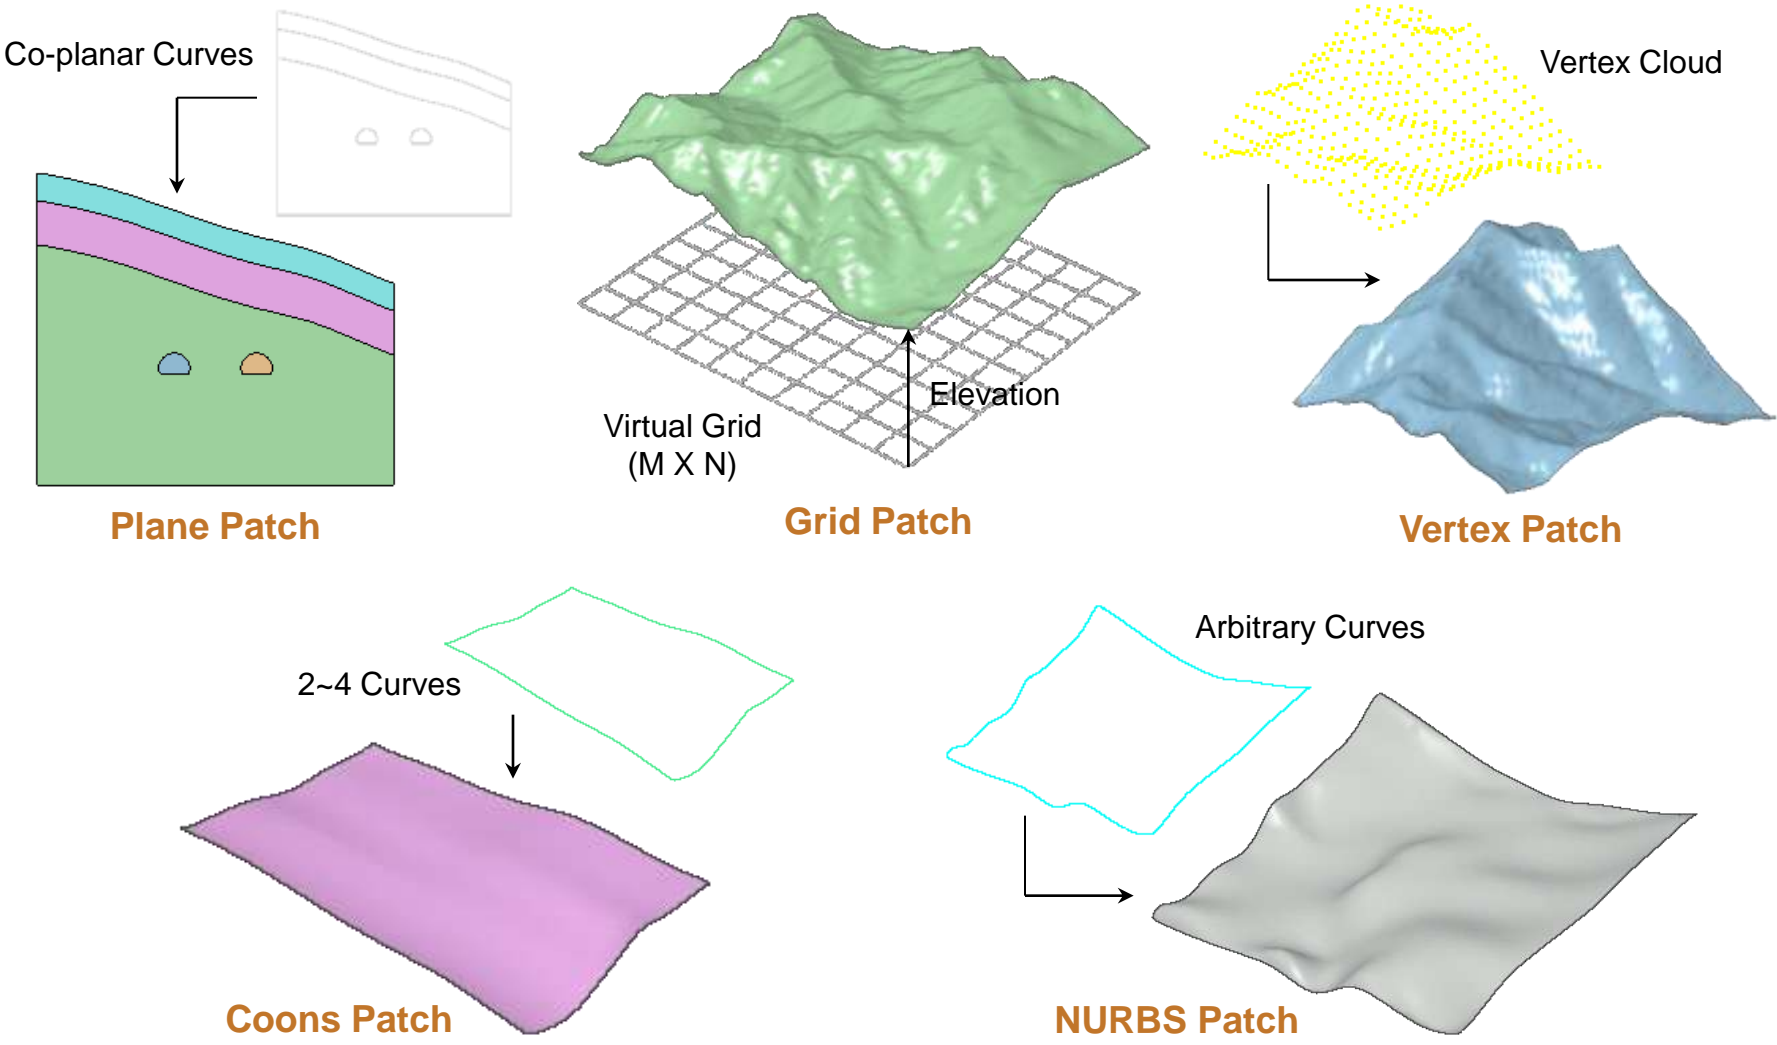 Co-planar Curves
Plane Patch
Elevation
Virtual Grid
(M X N)
Grid Patch
Vertex Cloud
Vertex Patch
2~4 Curves
Coons Patch
Arbitrary Curves
NURBS Patch